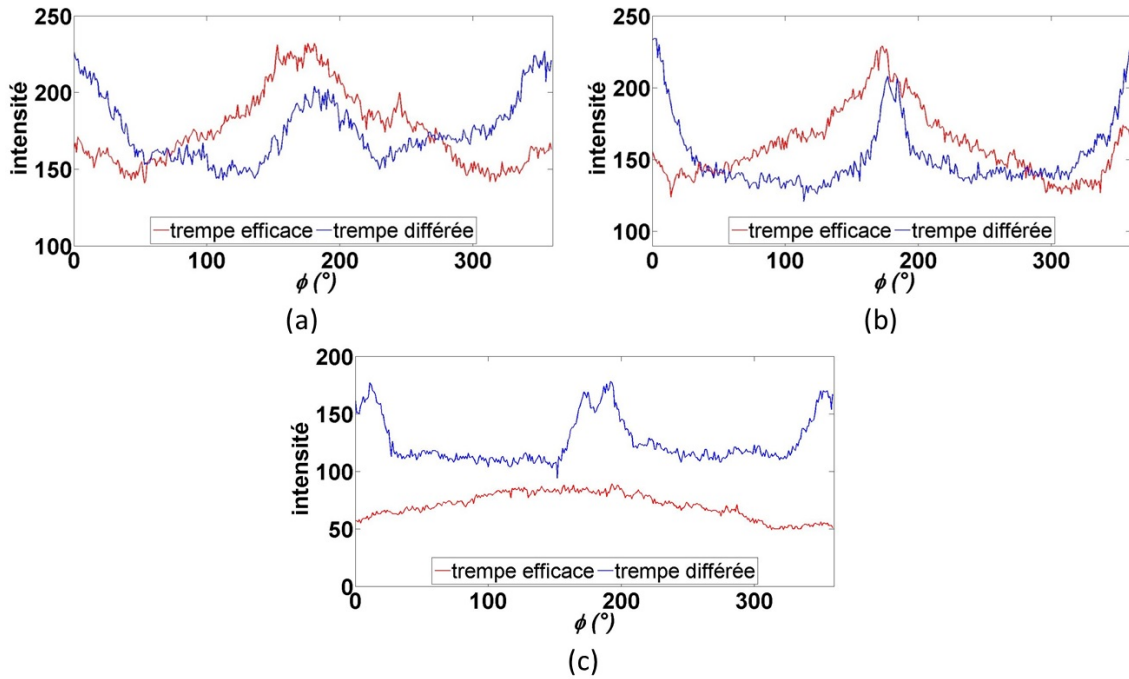 250
200
150
100
intensité
0 100 200 300
ϕ (°)
trempe efficace trempe différée
(a)
250
200
150
100
intensité
0 100 200 300
ϕ (°)
trempe efficace trempe différée
(b)
200
150
100
50
0
intensité
0 100 200 300
ϕ (°)
trempe efficace trempe différée
(c)